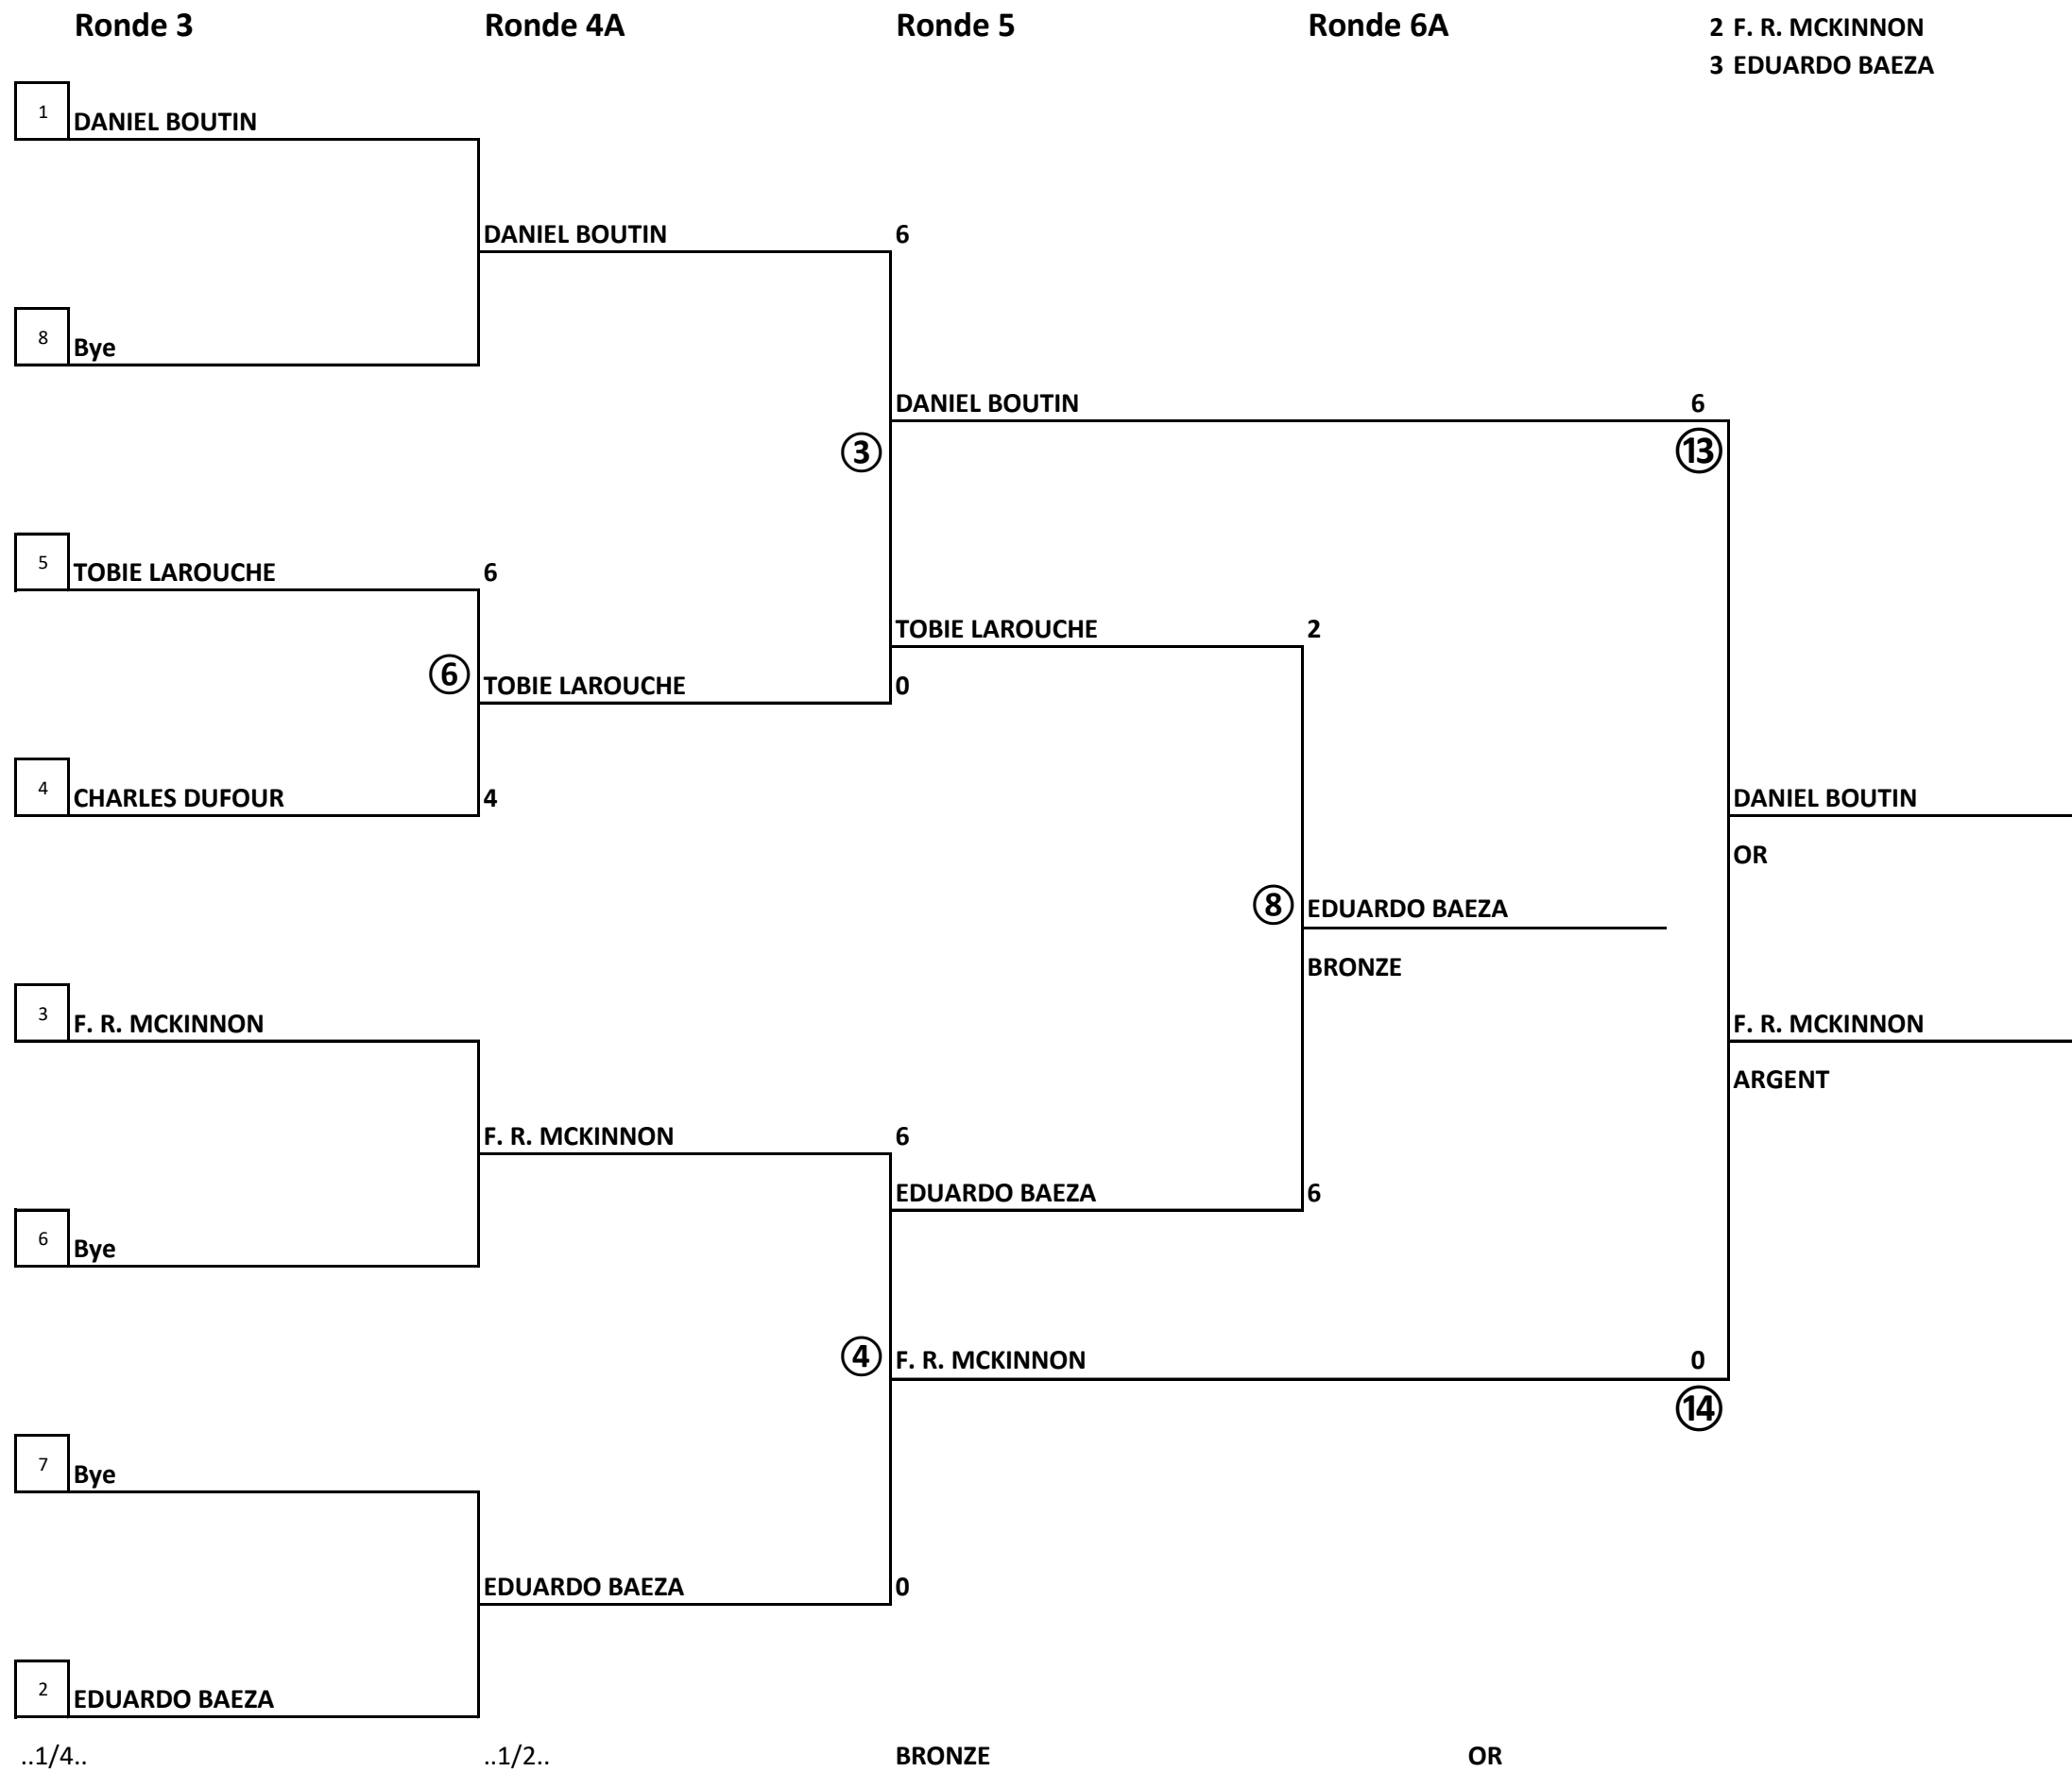 Ronde 3 Ronde 4A Ronde 5 Ronde 6A 2 F. R. MCKINNON
3 EDUARDO BAEZA
1 DANIEL BOUTIN
DANIEL BOUTIN 6
8 Bye
DANIEL BOUTIN 6
3 13
5 TOBIE LAROUCHE 6
TOBIE LAROUCHE 2
6 TOBIE LAROUCHE 0
4 CHARLES DUFOUR 4 DANIEL BOUTIN
OR
8 EDUARDO BAEZA
BRONZE
3 F. R. MCKINNON F. R. MCKINNON
ARGENT
F. R. MCKINNON 6
EDUARDO BAEZA 6
6 Bye
4 F. R. MCKINNON 0
14
7 Bye
EDUARDO BAEZA 0
2 EDUARDO BAEZA
..1/4.. ..1/2.. BRONZE OR